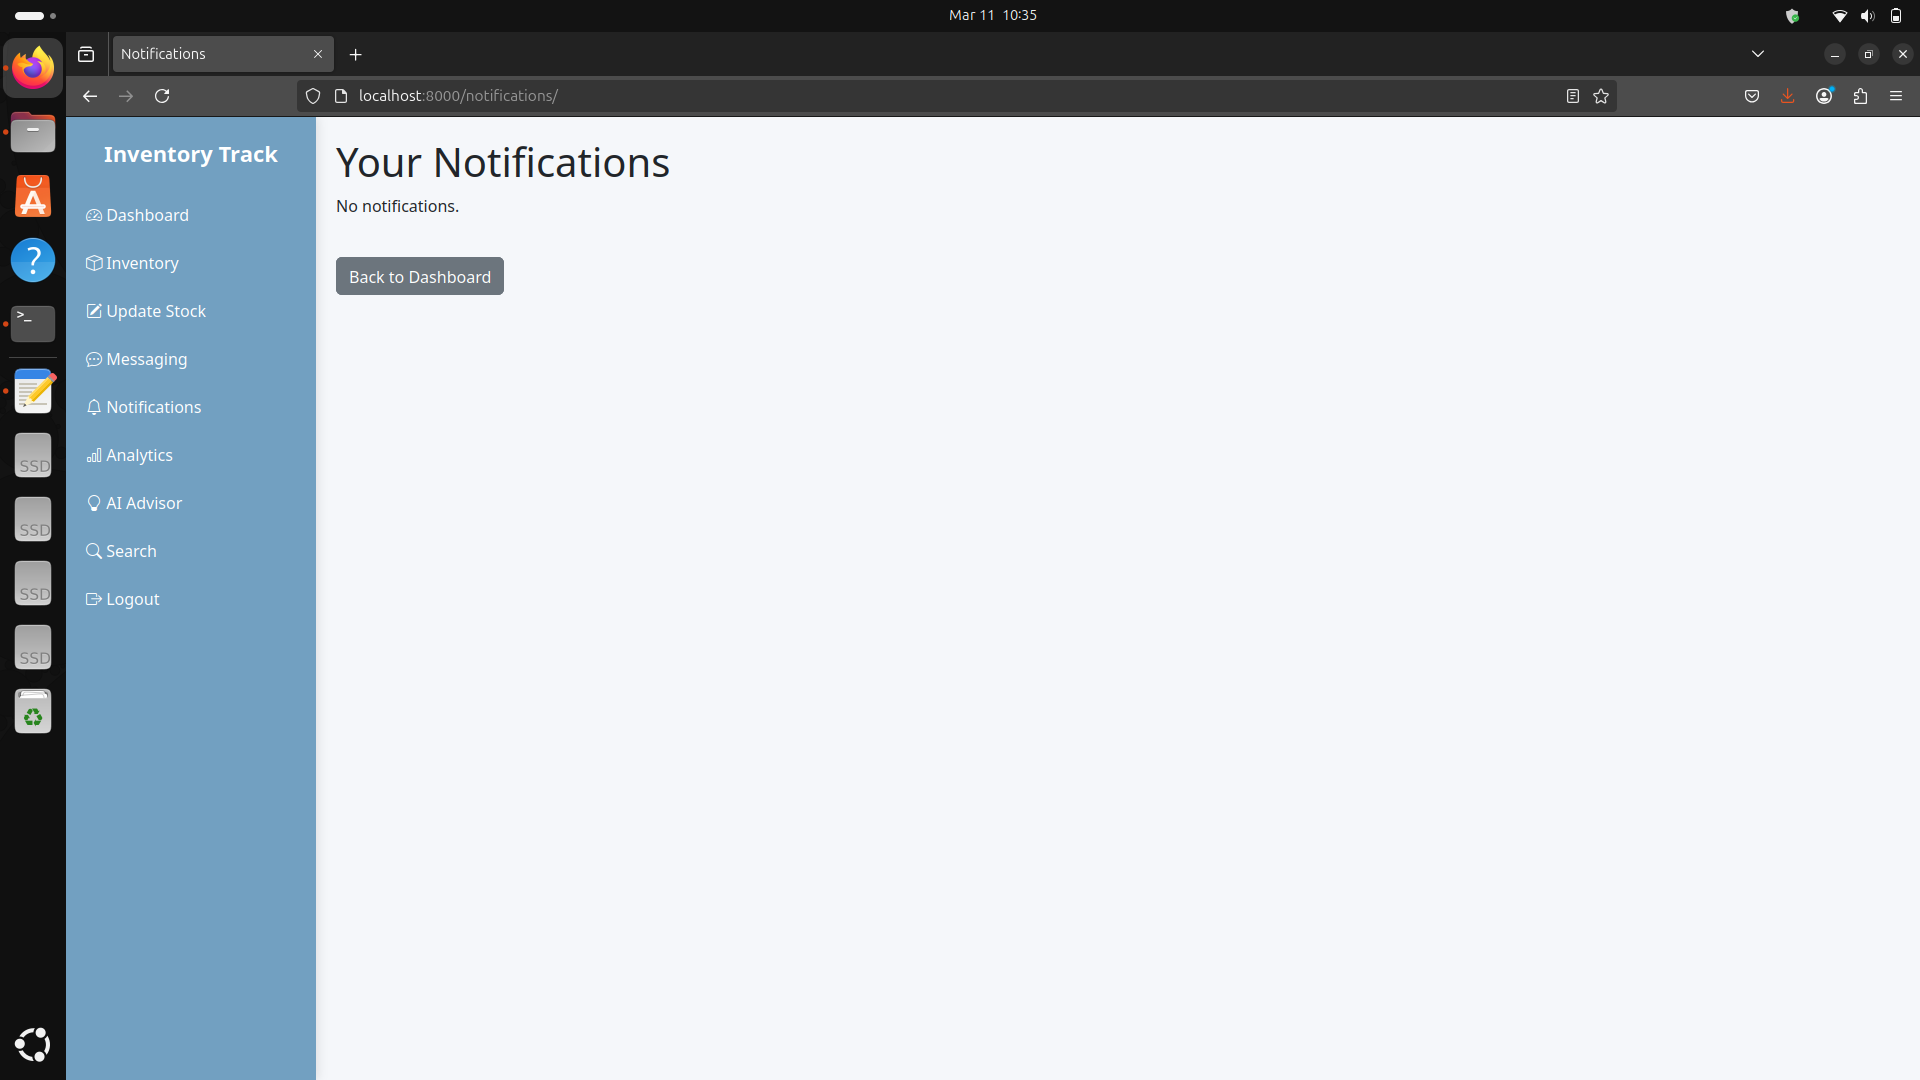 Mar 11 10:35
Notifications
localhost:8000/notifications/
Inventory Track
Dashboard
Inventory
Update Stock
Messaging
Notifications
Analytics
AI Advisor
Search
Logout
Your Notifications
No notifications.
Back to Dashboard
A
?
>_
SSD
SSD
SSD
SSD